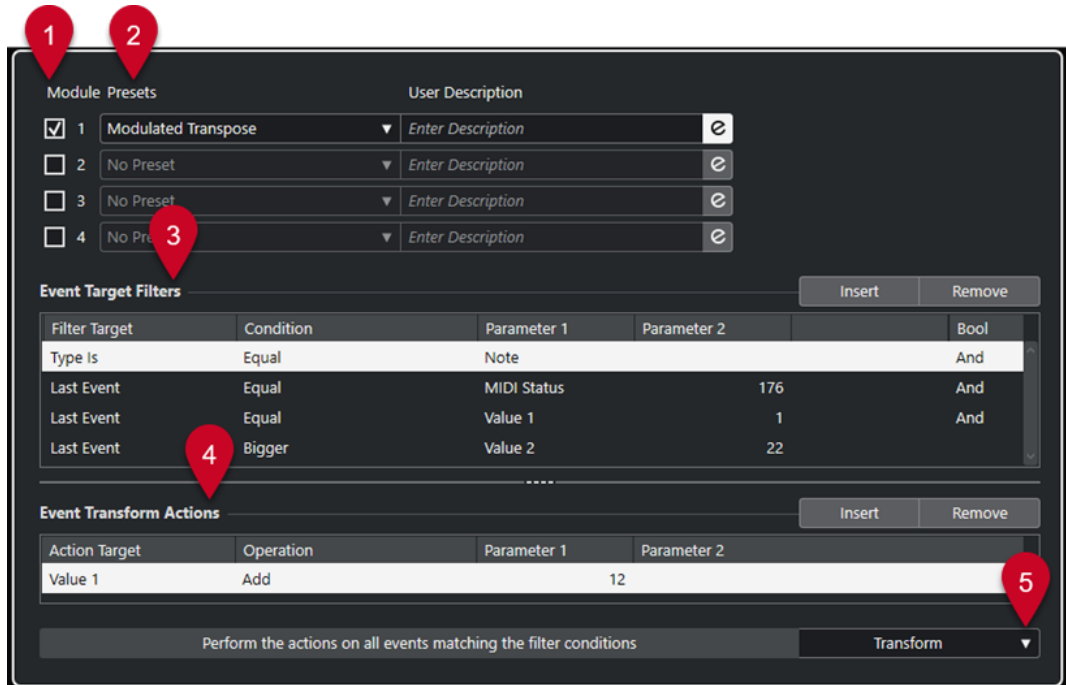 1 2
Module Presets User Description
1 Modulated Transpose Enter Description e
2 No Preset Enter Description e
3 No Preset Enter Description e
4 No Pre Enter Description e
3
Event Target Filters Insert Remove
Filter Target Condition Parameter 1 Parameter 2 Bool
Type Is Equal Note And
Last Event Equal MIDI Status 176 And
Last Event Equal Value 1 1 And
Last Event Bigger Value 2 22
4
Event Transform Actions Insert Remove
Action Target Operation Parameter 1 Parameter 2
Value 1 Add 12
5
Perform the actions on all events matching the filter conditions Transform